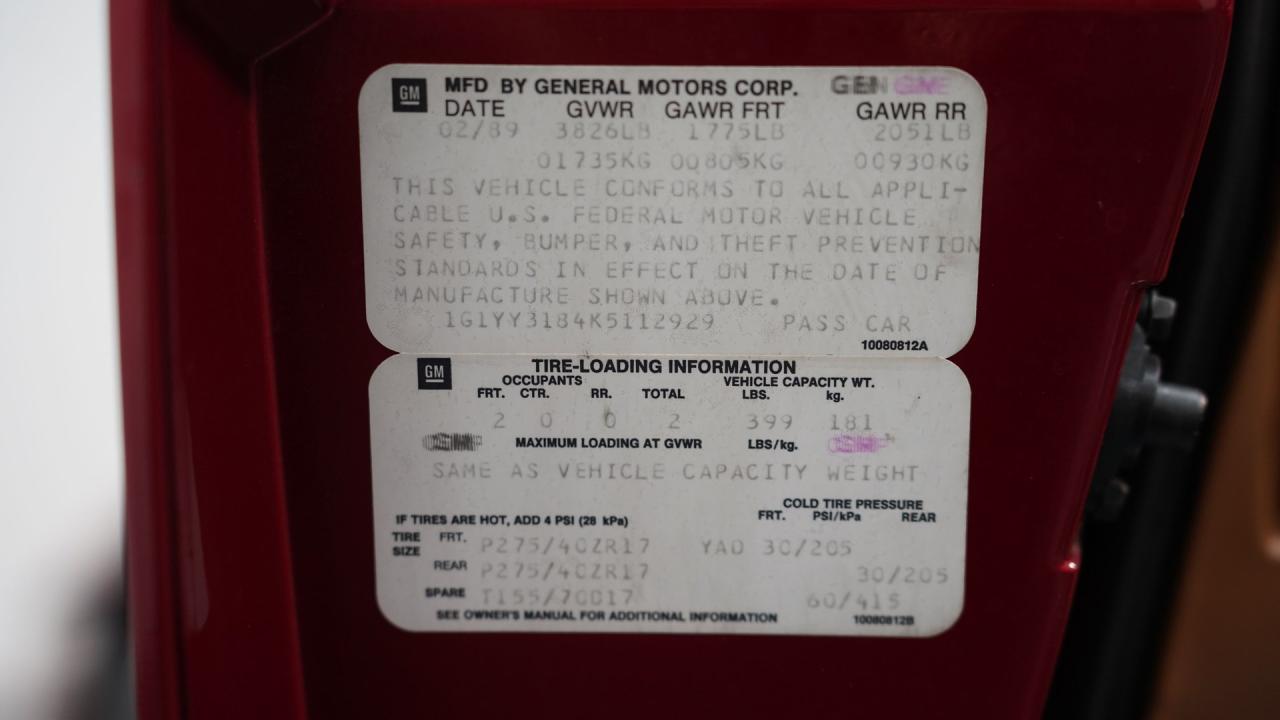 GM MFD BY GENERAL MOTORS CORP. GEN GME
DATE GVWR GAWR FRT GAWR RR
02/89 3826LB 1775LB 2051LB
01735KG 00805KG 00930KG
THIS VEHICLE CONFORMS TO ALL APPLI-
CABLE U.S. FEDERAL MOTOR VEHICLE
SAFETY, BUMPER, AND THEFT PREVENTION
STANDARDS IN EFFECT ON THE DATE OF
MANUFACTURE SHOWN ABOVE.
1G1YY3184K5112929 PASS CAR
10080812A
GM TIRE-LOADING INFORMATION
OCCUPANTS VEHICLE CAPACITY WT.
FRT. CTR. RR. TOTAL LBS. kg.
2 0 0 2 399 181
MAXIMUM LOADING AT GVWR LBS/kg.
SAME AS VEHICLE CAPACITY WEIGHT
COLD TIRE PRESSURE
IF TIRES ARE HOT, ADD 4 PSI (28 kPa) FRT. PSI/kPa REAR
TIRE SIZE FRT. P275/40ZR17 YAO 30/205
REAR P275/40ZR17 30/205
SPARE T155/70D17 60/415
SEE OWNER'S MANUAL FOR ADDITIONAL INFORMATION 10080812B